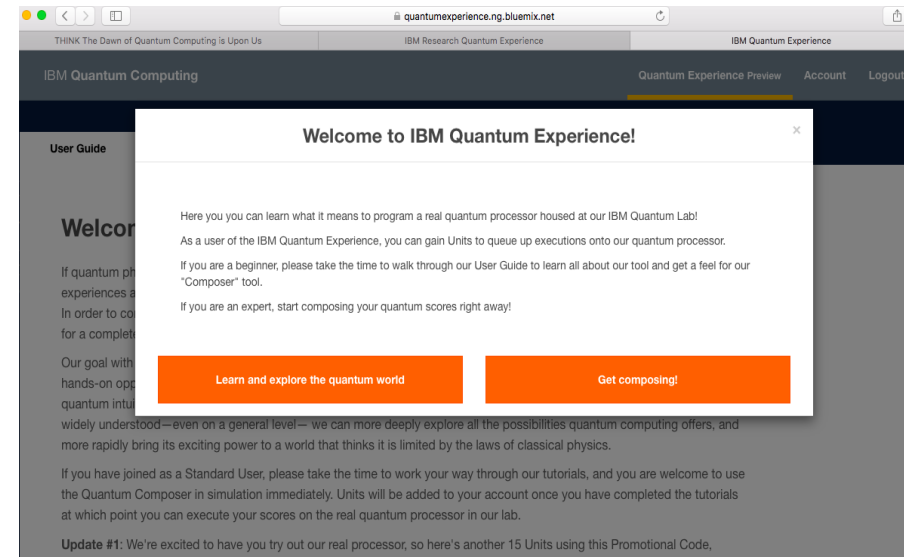 quantumexperience.ng.bluemix.net
THINK The Dawn of Quantum Computing is Upon Us
IBM Research Quantum Experience
IBM Quantum Experience
IBM Quantum Computing
Quantum Experience Preview
Account
Logout
User Guide
Welcome to IBM Quantum Experience!
×
Here you you can learn what it means to program a real quantum processor housed at our IBM Quantum Lab!
As a user of the IBM Quantum Experience, you can gain Units to queue up executions onto our quantum processor.
If you are a beginner, please take the time to walk through our User Guide to learn all about our tool and get a feel for our
"Composer" tool.
If you are an expert, start composing your quantum scores right away!
Learn and explore the quantum world
Get composing!
Welcor
If quantum ph
experiences a
In order to co
for a complete
Our goal with
hands-on opp
quantum intui
widely understood—even on a general level— we can more deeply explore all the possibilities quantum computing offers, and
more rapidly bring its exciting power to a world that thinks it is limited by the laws of classical physics.
If you have joined as a Standard User, please take the time to work your way through our tutorials, and you are welcome to use
the Quantum Composer in simulation immediately. Units will be added to your account once you have completed the tutorials
at which point you can execute your scores on the real quantum processor in our lab.
Update #1: We're excited to have you try out our real processor, so here's another 15 Units using this Promotional Code,